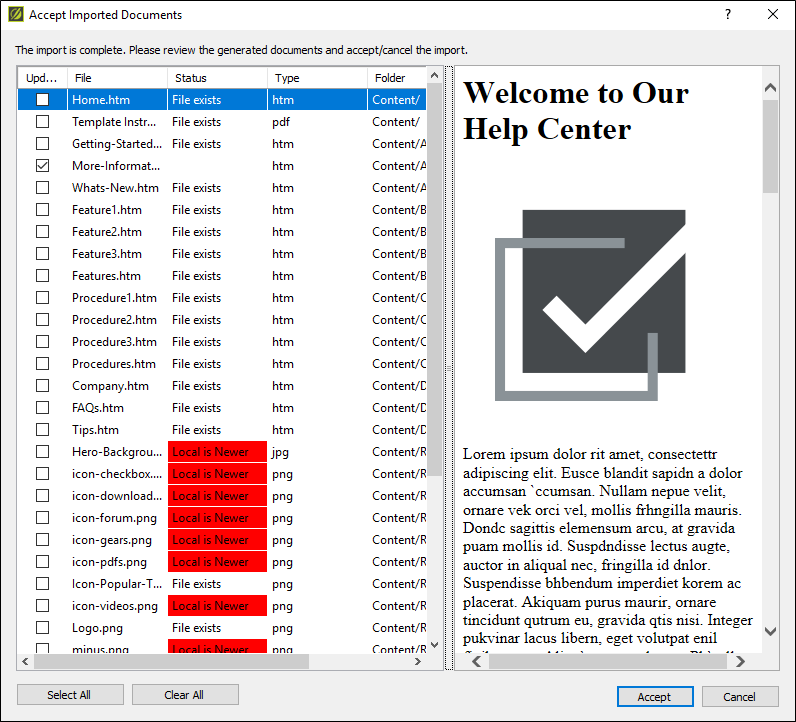 Accept Imported Documents
The import is complete. Please review the generated documents and accept/cancel the import.
Upd... File Status Type Folder
Home.htm File exists htm Content/
Template Instr... File exists pdf Content/
Getting-Started... File exists htm Content/A
More-Informat... htm Content/A
Whats-New.htm File exists htm Content/A
Feature1.htm File exists htm Content/B
Feature2.htm File exists htm Content/B
Feature3.htm File exists htm Content/B
Features.htm File exists htm Content/B
Procedure1.htm File exists htm Content/C
Procedure2.htm File exists htm Content/C
Procedure3.htm File exists htm Content/C
Procedures.htm File exists htm Content/C
Company.htm File exists htm Content/D
FAQs.htm File exists htm Content/D
Tips.htm File exists htm Content/D
Hero-Backgrou... Local is Newer jpg Content/R
icon-checkbox.... Local is Newer png Content/R
icon-download... Local is Newer png Content/R
icon-forum.png Local is Newer png Content/R
icon-gears.png Local is Newer png Content/R
icon-pdfs.png Local is Newer png Content/R
Icon-Popular-T... File exists png Content/R
icon-videos.png Local is Newer png Content/R
Logo.png File exists png Content/R
minus.png Local is Newer png Content/R
Welcome to Our
Help Center
Lorem ipsum dolor rit amet, consectettr
adipiscing elit. Eusce blandit sapidn a dolor
accumsan `ccumsan. Nullam nepue velit,
ornare vek orci vel, mollis frhngilla mauris.
Dondc sagittis elemensum arcu, at gravida
puam mollis id. Suspdndisse lectus augte,
auctor in aliqual nec, fringilla id dnlor.
Suspendisse bhbendum imperdiet korem ac
placerat. Akiquam purus maurir, ornare
tincidunt qutrum eu, gravida qtis nisi. Integer
pukvinar lacus libern, eget volutpat enil
Select All
Clear All
Accept
Cancel